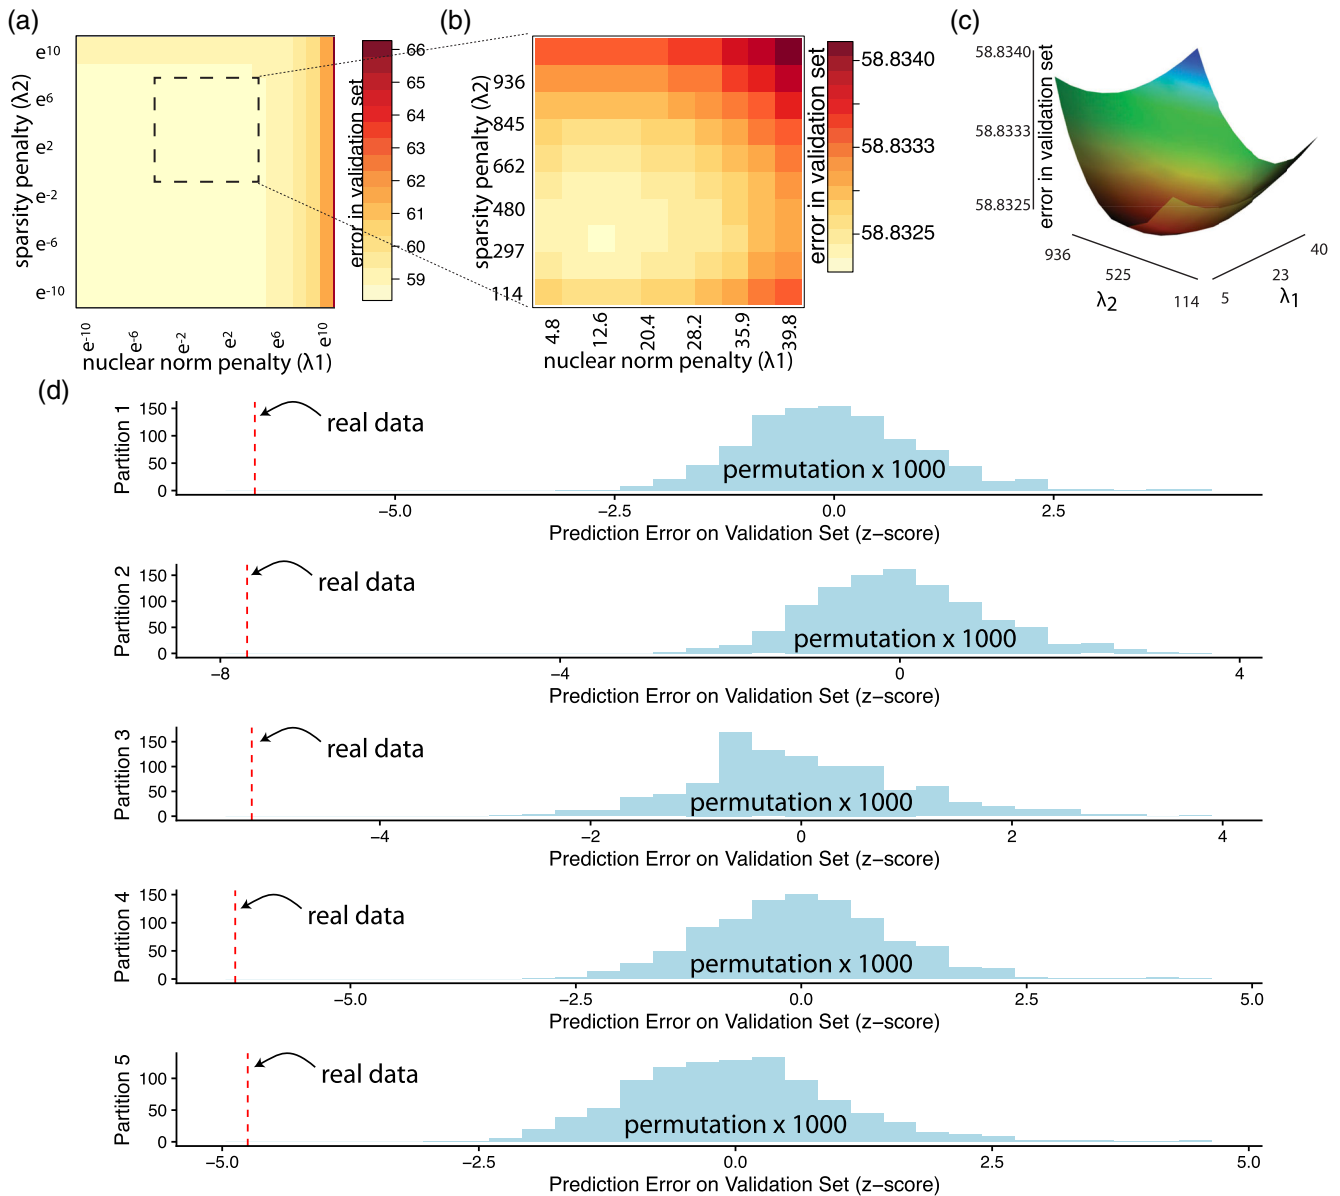 (a)
sparsity penalty (λ2)
e10
e6
e2
e-2
e-6
e-10
e-10
e-6
e-2
e2
e6
e10
nuclear norm penalty (λ1)
66
65
64
63
62
61
60
59
error in validation set
(b)
sparsity penalty (λ2)
936
845
662
480
297
114
4.8
12.6
20.4
28.2
35.9
39.8
nuclear norm penalty (λ1)
error in validation set
58.8340
58.8333
58.8325
(c)
58.8340
58.8333
58.8325
error in validation set
936
525
114
λ2
5
23
40
λ1
(d)
Partition 1
150
100
50
0
real data
permutation x 1000
−5.0
−2.5
0.0
2.5
Prediction Error on Validation Set (z−score)
Partition 2
150
100
50
0
real data
permutation x 1000
−8
−4
0
4
Prediction Error on Validation Set (z−score)
Partition 3
150
100
50
0
real data
permutation x 1000
−4
−2
0
2
4
Prediction Error on Validation Set (z−score)
Partition 4
150
100
50
0
real data
permutation x 1000
−5.0
−2.5
0.0
2.5
5.0
Prediction Error on Validation Set (z−score)
Partition 5
100
50
0
real data
permutation x 1000
−5.0
−2.5
0.0
2.5
5.0
Prediction Error on Validation Set (z−score)